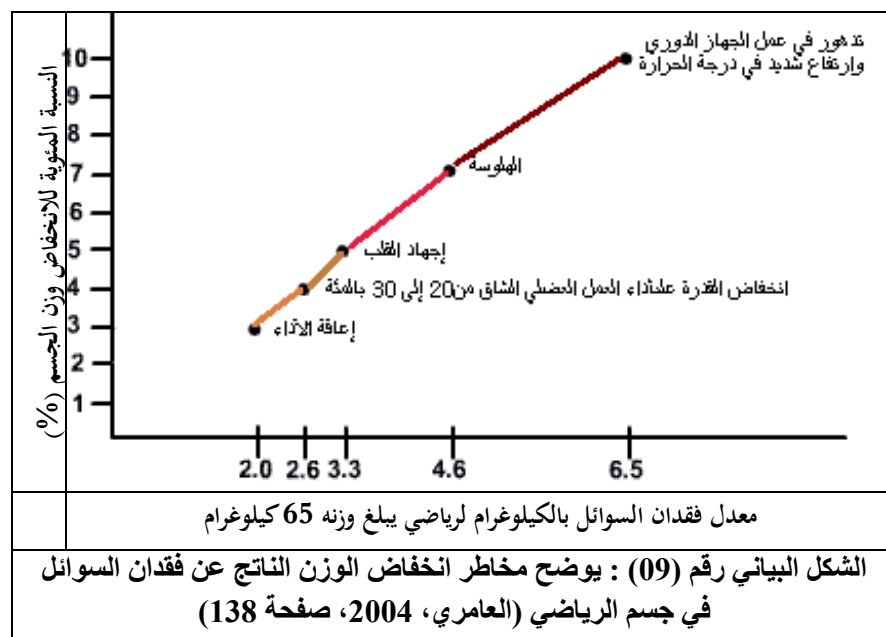 النسبة المئوية للانخفاض وزن الجسم (%)
10
9
8
7
6
5
4
3
2
1
تدهور في عمل الجهاز الدوري
وارتفاع شديد في درجة الحرارة
الهلوسة
إجهاد القلب
انخفاض القدرة علىأداء العمل العضلي الشاق من20 إلى 30 بالمئة
إعاقة الأداء
2.0 2.6 3.3 4.6 6.5
معدل فقدان السوائل بالكيلوغرام لرياضي يبلغ وزنه 65 كيلوغرام
الشكل البياني رقم (09) : يوضح مخاطر انخفاض الوزن الناتج عن فقدان السوائل
في جسم الرياضي (العامري، 2004، صفحة 138)